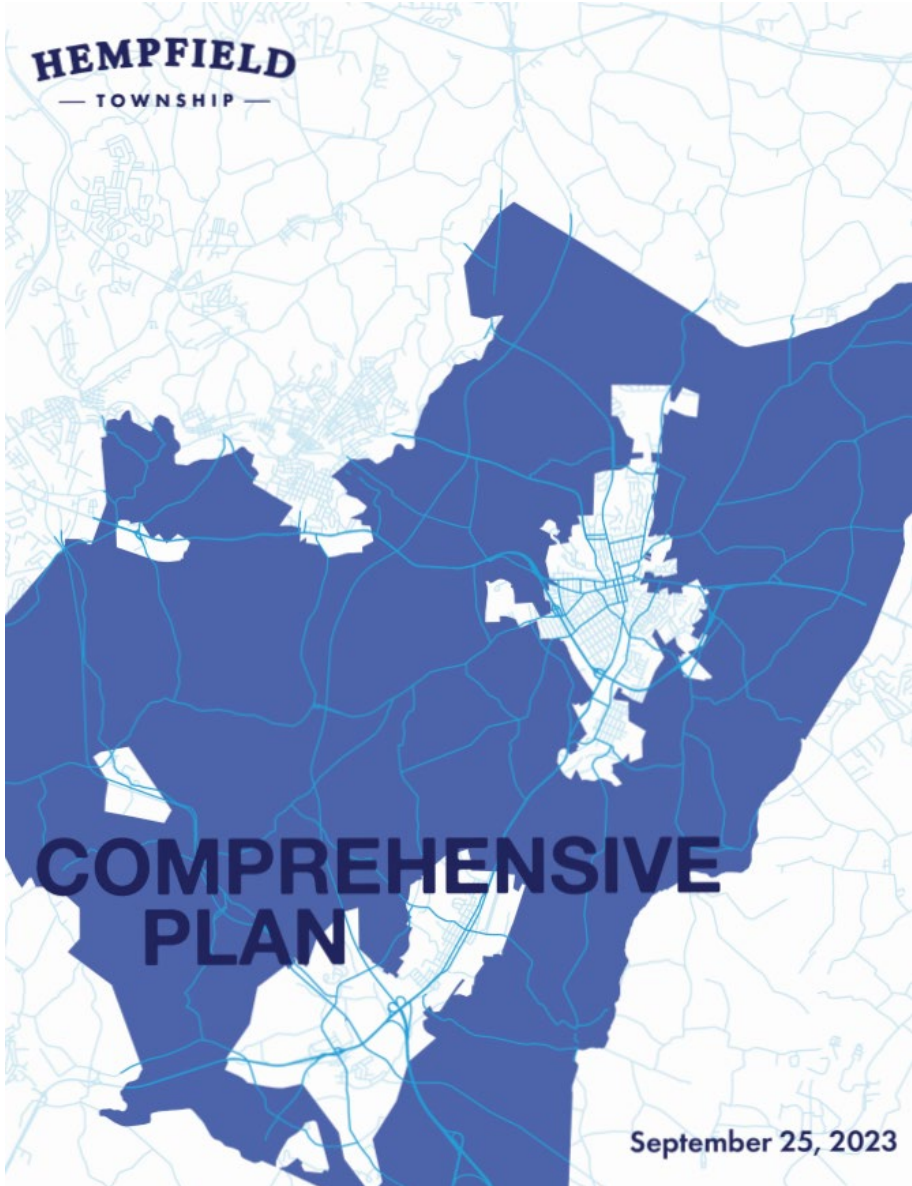 HEMPFIELD
TOWNSHIP
COMPREHENSIVE
PLAN
September 25, 2023